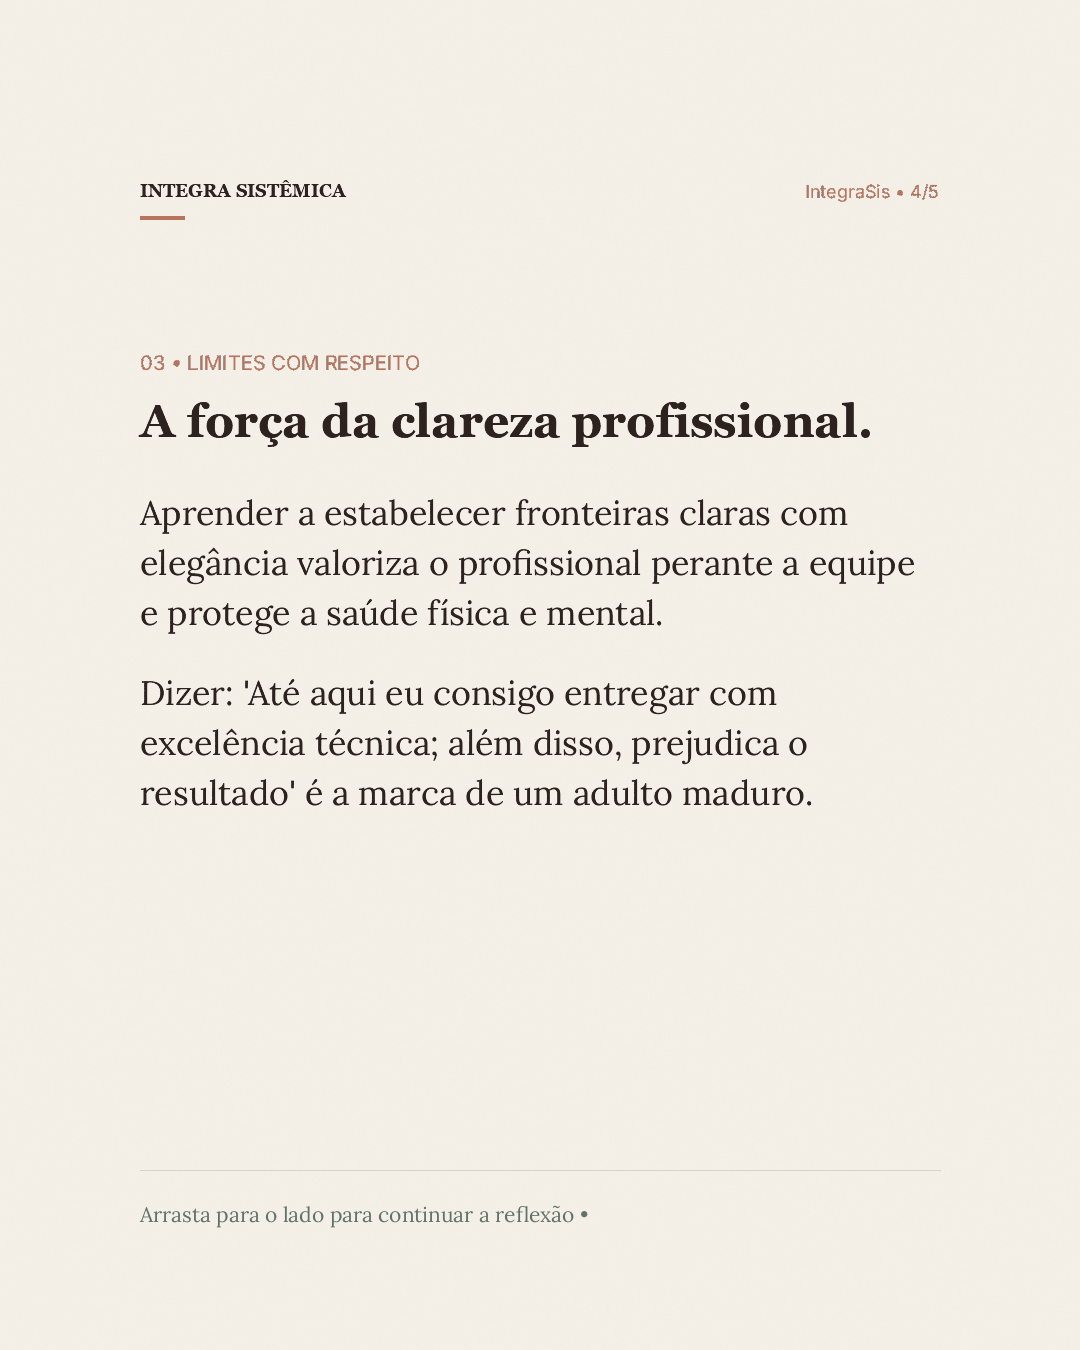 INTEGRA SISTÊMICA
IntegraSis • 4/5
03 • LIMITES COM RESPEITO
A força da clareza profissional.
Aprender a estabelecer fronteiras claras com
elegância valoriza o profissional perante a equipe
e protege a saúde física e mental.
Dizer: 'Até aqui eu consigo entregar com
excelência técnica; além disso, prejudica o
resultado' é a marca de um adulto maduro.
Arrasta para o lado para continuar a reflexão •